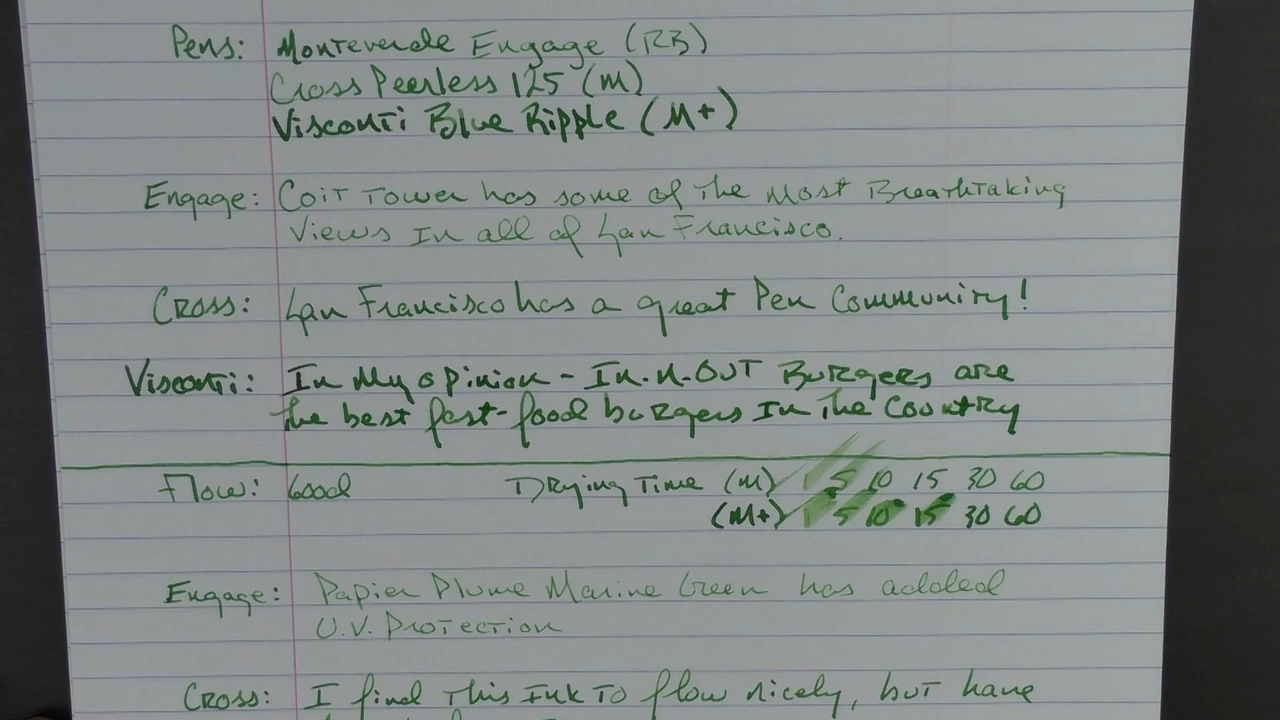 Pens: Monteverde Engage (RB)
Cross Peerless 125 (M)
Visconti Blue Ripple (M+)
Engage: Coit Tower has some of the most Breathtaking
Views In all of San Francisco.
Cross: San Francisco has a great Pen Community!
Visconti: In My opinion - In-N-Out Burgers are
the best fast-food burgers In The Country
Flow: Good Drying Time (M) 1 5 10 15 30 60
(M+) 1 5 10 15 30 60
Engage: Papier Plume Marine Green has added
U.V. Protection
Cross: I find This Ink To flow nicely, but have